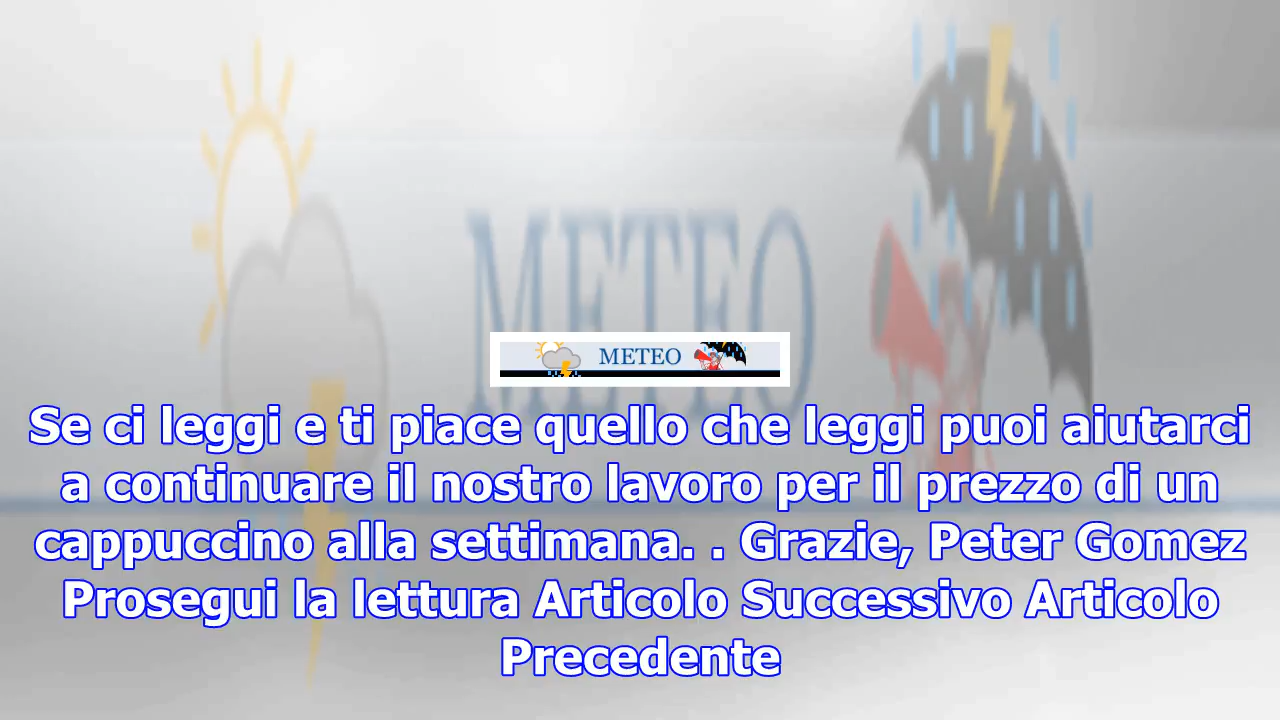 METEO
METEO
Se ci leggi e ti piace quello che leggi puoi aiutarci
a continuare il nostro lavoro per il prezzo di un
cappuccino alla settimana. . Grazie, Peter Gomez
Prosegui la lettura Articolo Successivo Articolo
Precedente